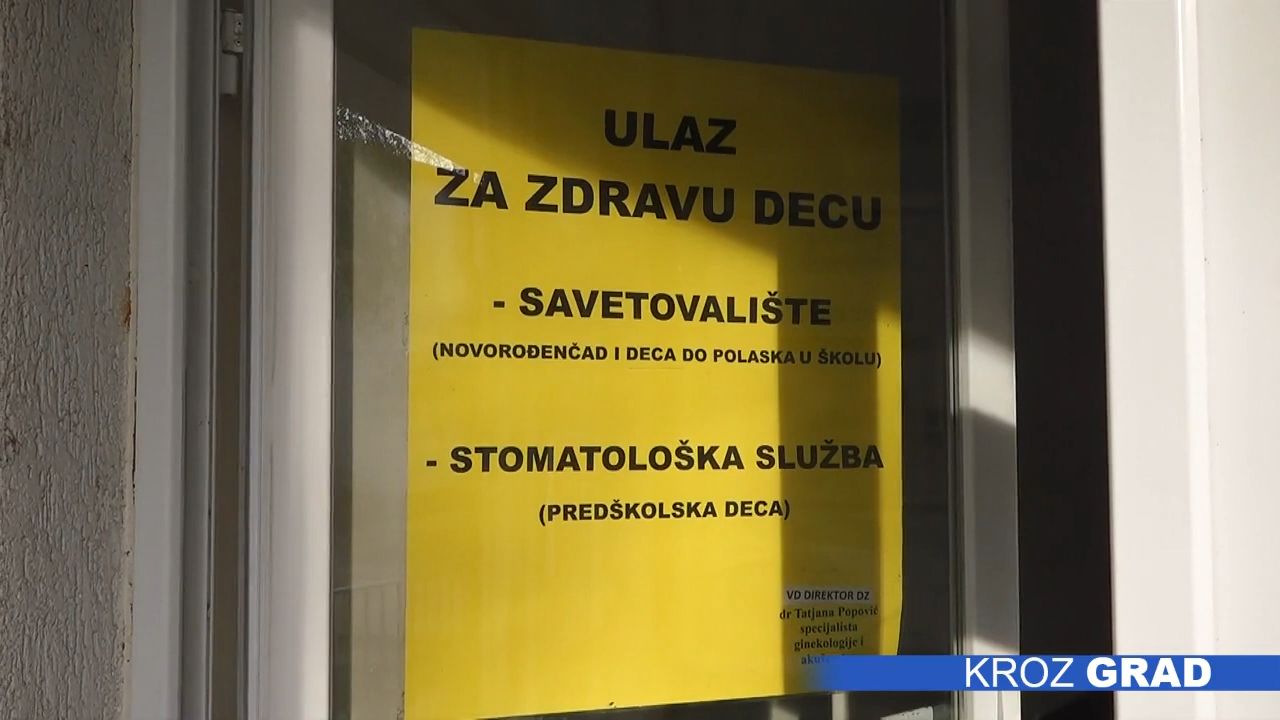 ULAZ
ZA ZDRAVU DECU
- SAVETOVALIŠTE
(NOVOROĐENČAD I DECA DO POLASKA U ŠKOLU)
- STOMATOLOŠKA SLUŽBA
(PREDŠKOLSKA DECA)
VD DIREKTOR DZ
dr Tatjana Popović
specijalista
ginekologije i
KROZ GRAD